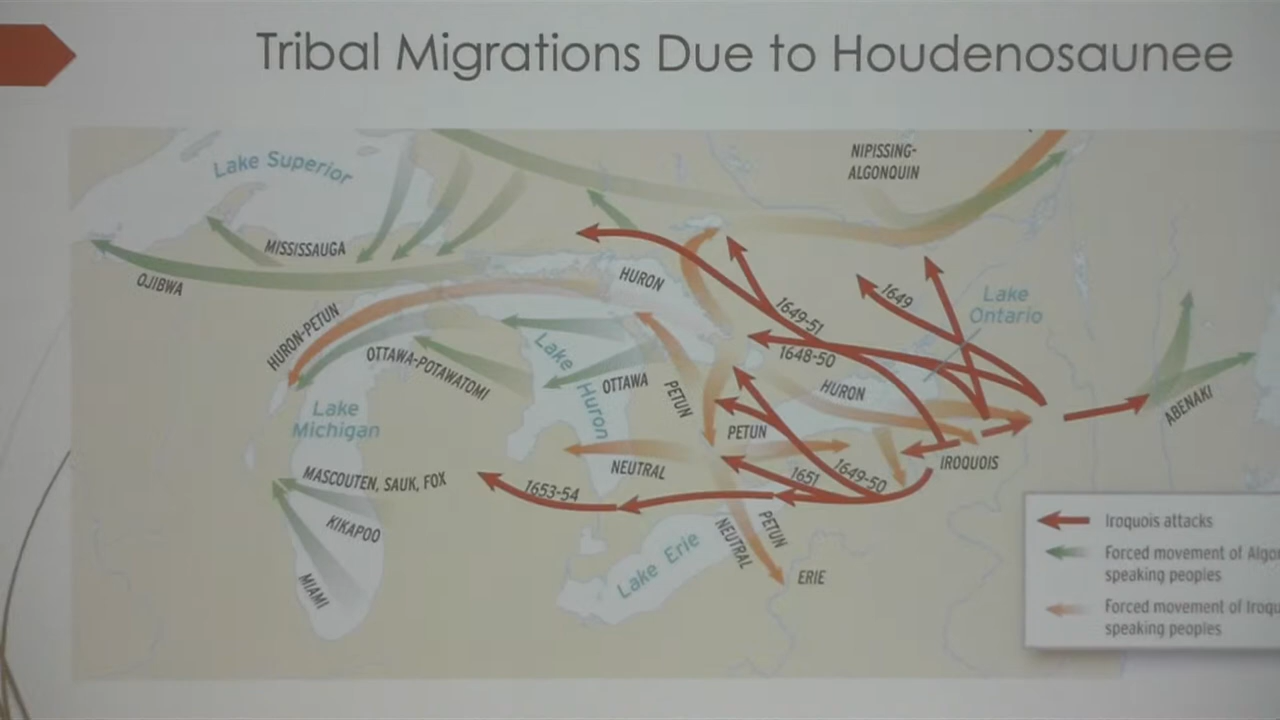 Tribal Migrations Due to Houdenosaunee
Lake Superior
NIPISSING-
ALGONQUIN
MISSISSAUGA
OJIBWA
HURON
HURON-PETUN
1649-51
1649
Lake
Ontario
1648-50
OTTAWA-POTAWATOMI
Lake
Huron
OTTAWA
PETUN
HURON
ABENAKI
Lake
Michigan
PETUN
NEUTRAL
IROQUOIS
MASCOUTEN, SAUK, FOX
1653-54
1651
1649-50
KIKAPOO
NEUTRAL
PETUN
MIAMI
Lake Erie
ERIE
Iroquois attacks
Forced movement of
speaking peoples
Forced movement of
speaking peoples